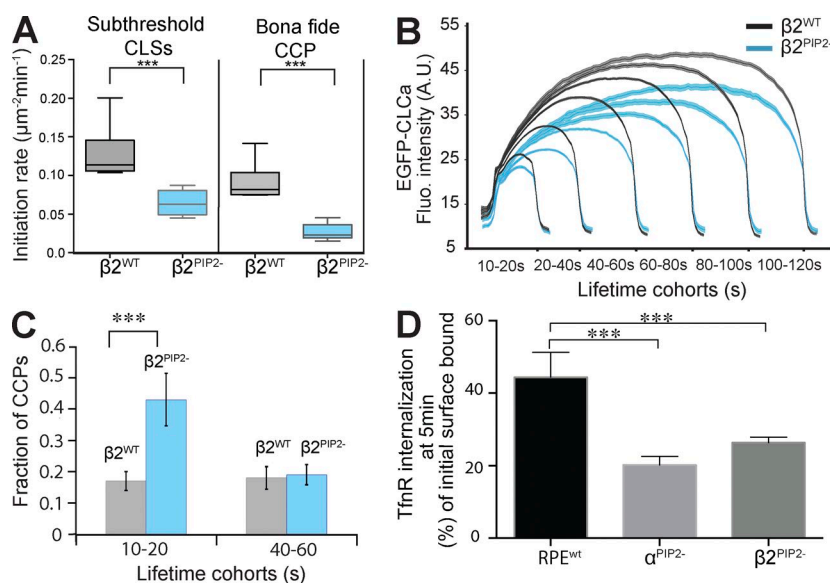 A
Subthreshold
CLSs
Bona fide
CCP
***
***
Initiation rate (µm⁻²min⁻¹)
0.25
0.20
0.15
0.10
0.05
0.00
β2ᵂᵀ
β2ᴾᴵᴾ²⁻
β2ᵂᵀ
β2ᴾᴵᴾ²⁻
B
β2ᵂᵀ
β2ᴾᴵᴾ²⁻
EGFP-CLCa
Fluo. intensity (A.U.)
55
45
35
25
15
5
10-20s
20-40s
40-60s
60-80s
80-100s
100-120s
Lifetime cohorts (s)
C
***
Fraction of CCPs
0.6
0.5
0.4
0.3
0.2
0.1
0
β2ᵂᵀ
β2ᴾᴵᴾ²⁻
β2ᵂᵀ
β2ᴾᴵᴾ²⁻
10-20
40-60
Lifetime cohorts (s)
D
***
***
TfnR internalization
at 5min
(%) of initial surface bound
60
40
20
0
RPEʷᵗ
αᴾᴵᴾ²⁻
β2ᴾᴵᴾ²⁻